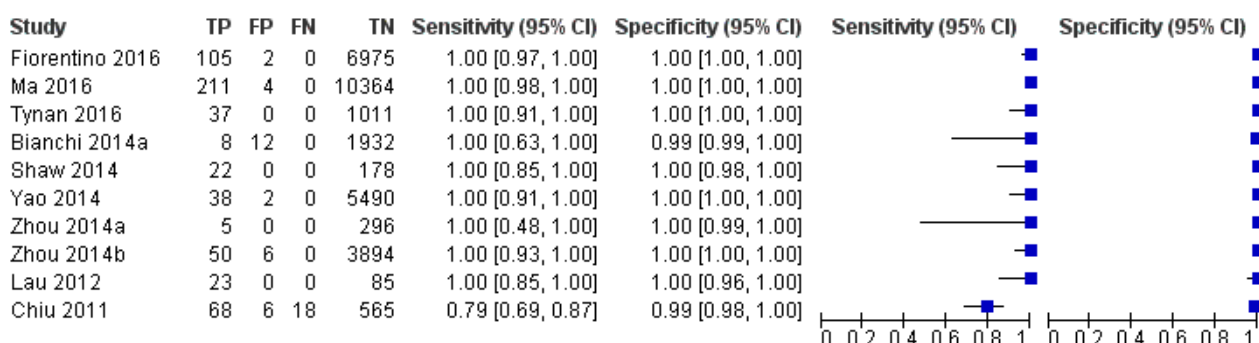 Study TP FP FN TN Sensitivity (95% CI) Specificity (95% CI) Sensitivity (95% CI) Specificity (95% CI)
Fiorentino 2016 105 2 0 6975 1.00 [0.97, 1.00] 1.00 [1.00, 1.00]
Ma 2016 211 4 0 10364 1.00 [0.98, 1.00] 1.00 [1.00, 1.00]
Tynan 2016 37 0 0 1011 1.00 [0.91, 1.00] 1.00 [1.00, 1.00]
Bianchi 2014a 8 12 0 1932 1.00 [0.63, 1.00] 0.99 [0.99, 1.00]
Shaw 2014 22 0 0 178 1.00 [0.85, 1.00] 1.00 [0.98, 1.00]
Yao 2014 38 2 0 5490 1.00 [0.91, 1.00] 1.00 [1.00, 1.00]
Zhou 2014a 5 0 0 296 1.00 [0.48, 1.00] 1.00 [0.99, 1.00]
Zhou 2014b 50 6 0 3894 1.00 [0.93, 1.00] 1.00 [1.00, 1.00]
Lau 2012 23 0 0 85 1.00 [0.85, 1.00] 1.00 [0.96, 1.00]
Chiu 2011 68 6 18 565 0.79 [0.69, 0.87] 0.99 [0.98, 1.00]
0 0.2 0.4 0.6 0.8 1 0 0.2 0.4 0.6 0.8 1